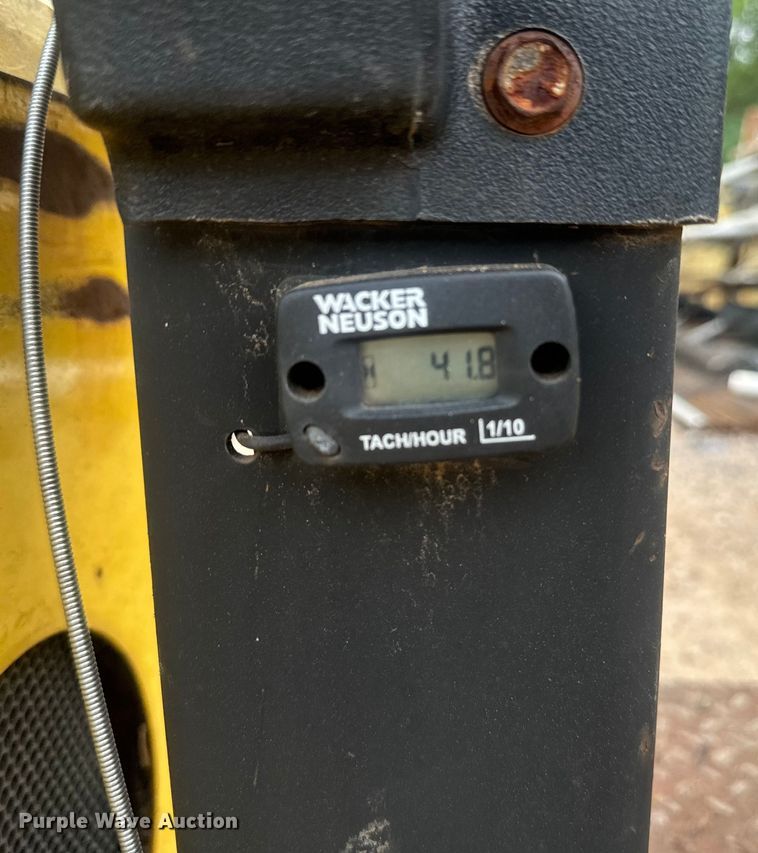 WACKER
NEUSON
41.8
TACH/HOUR 1/10
Purple Wave Auction